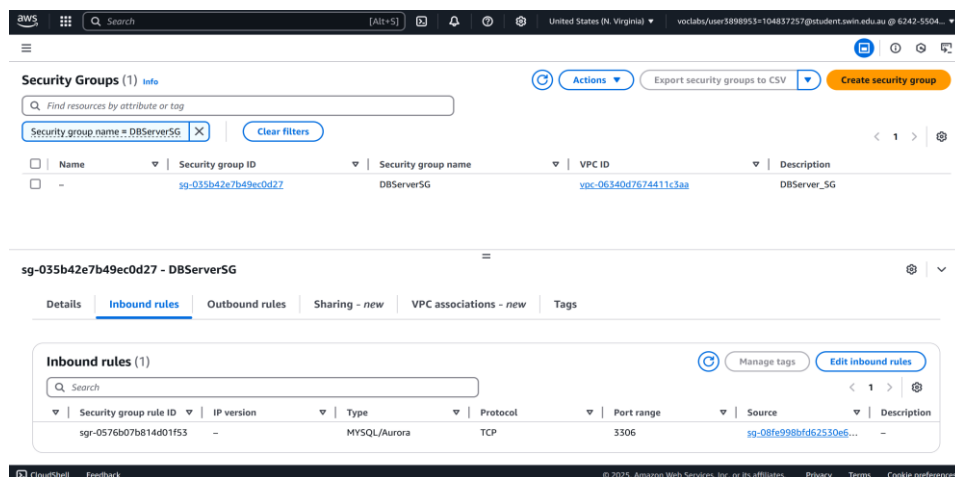 aws Search [Alt+S] United States (N. Virginia) voclabs/user3898953=104837257@student.swin.edu.au @ 6242-5504...
Security Groups (1) Info Actions Export security groups to CSV Create security group
Find resources by attribute or tag
Security group name = DBServerSG Clear filters 1
Name Security group ID Security group name VPC ID Description
– sg-035b42e7b49ec0d27 DBServerSG vpc-06340d7674411c3aa DBServer_SG
sg-035b42e7b49ec0d27 - DBServerSG
Details Inbound rules Outbound rules Sharing - new VPC associations - new Tags
Inbound rules (1) Manage tags Edit inbound rules
Search 1
Security group rule ID IP version Type Protocol Port range Source Description
sgr-0576b07b814d01f53 – MYSQL/Aurora TCP 3306 sg-08fe998bfd62530e6... –
CloudShell Feedback © 2025, Amazon Web Services, Inc. or its affiliates. Privacy Terms Cookie preferences